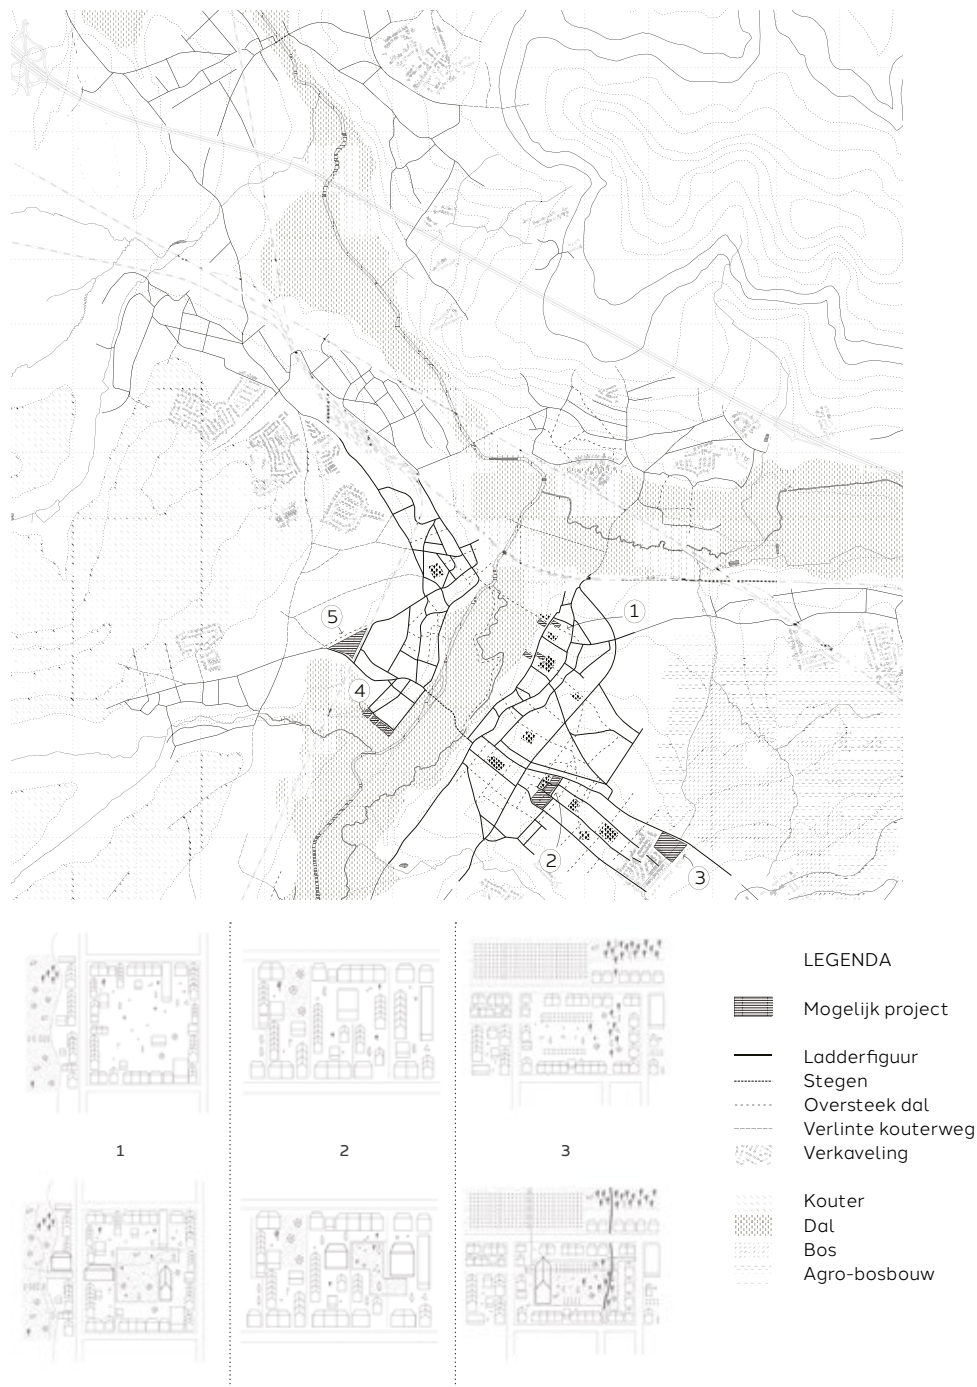 1
5
4
2
3
LEGENDA
Mogelijk project
Ladderfiguur
Stegen
Oversteek dal
Verlinte kouterweg
Verkaveling
1
2
3
Kouter
Dal
Bos
Agro-bosbouw